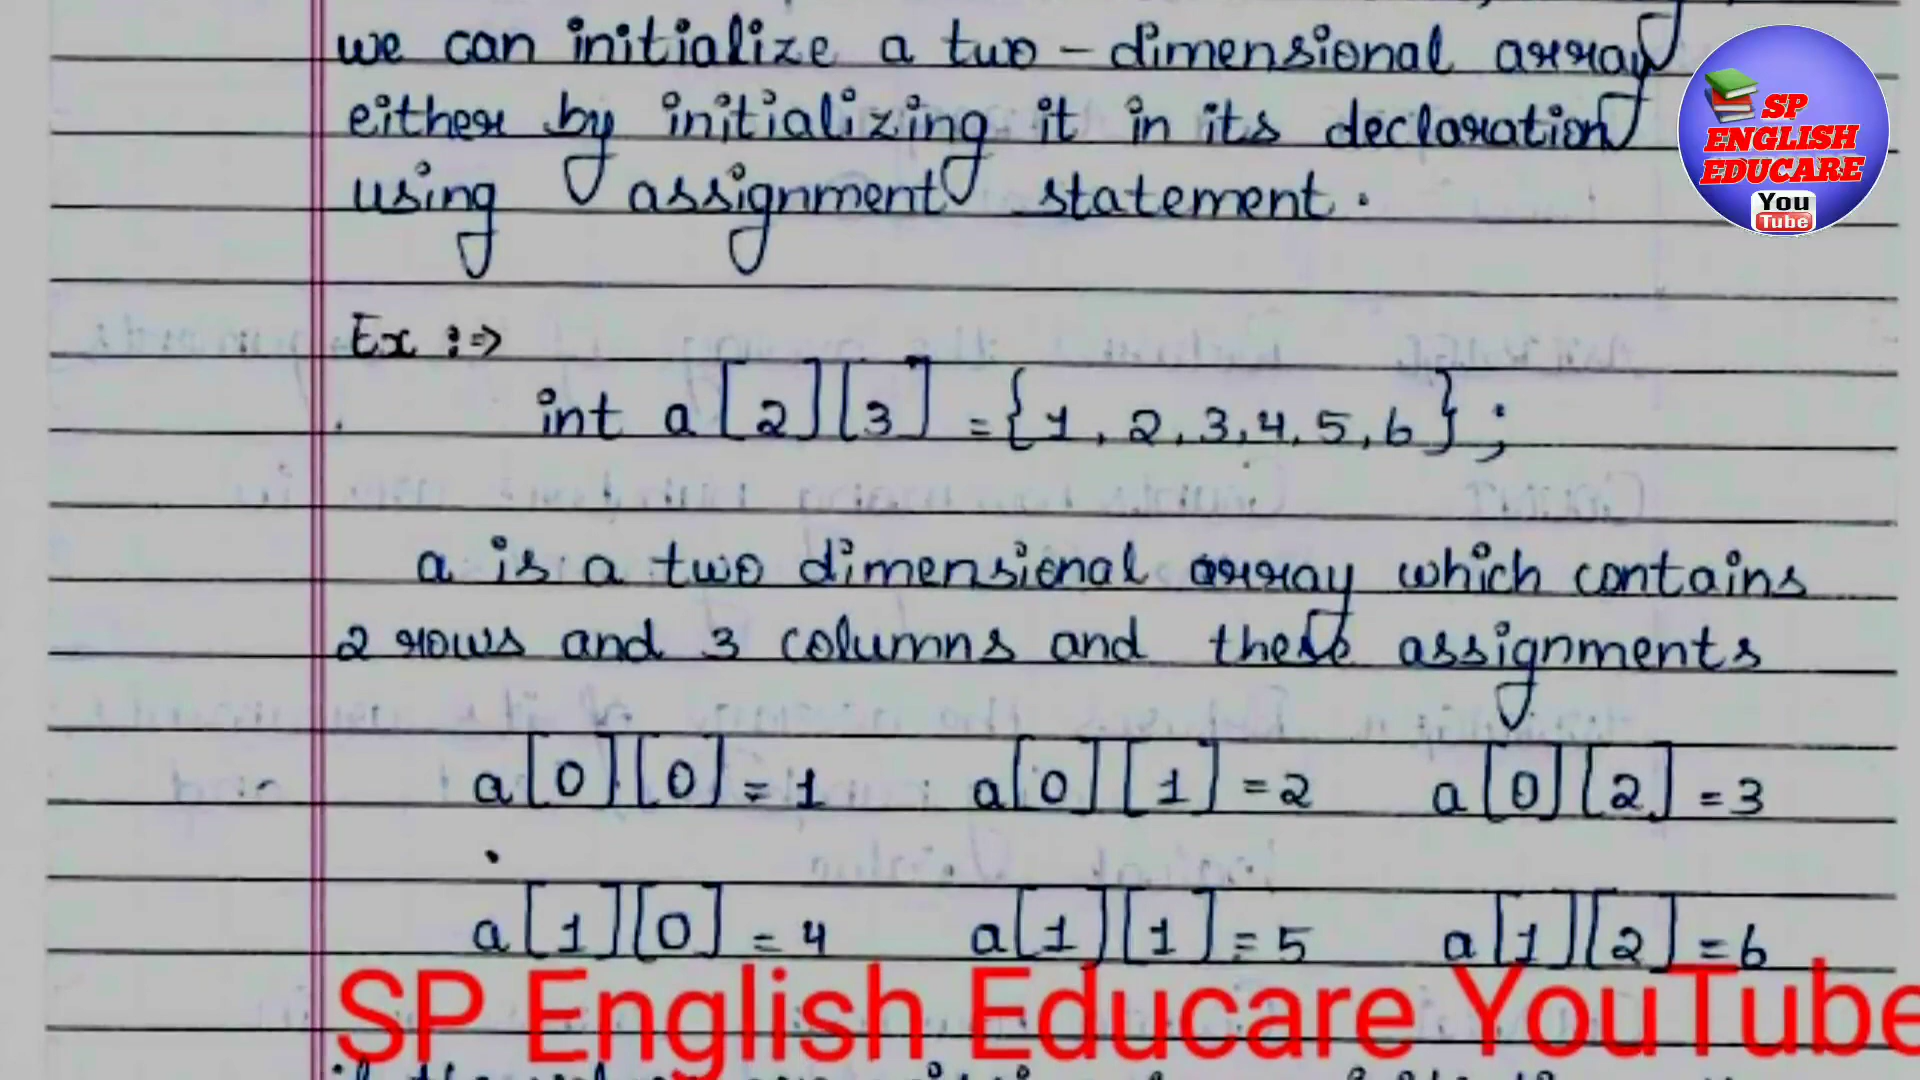 we can initialize a two-dimensional array
either by initializing it in its declaration
using assignment statement.
Ex :⇒
int a[2][3] = {1, 2, 3, 4, 5, 6};
a is a two dimensional array which contains
2 rows and 3 columns and these assignments
a[0][0] = 1 a[0][1] = 2 a[0][2] = 3
a[1][0] = 4 a[1][1] = 5 a[1][2] = 6
SP English Educare YouTube
SP
ENGLISH
EDUCARE
You
Tube